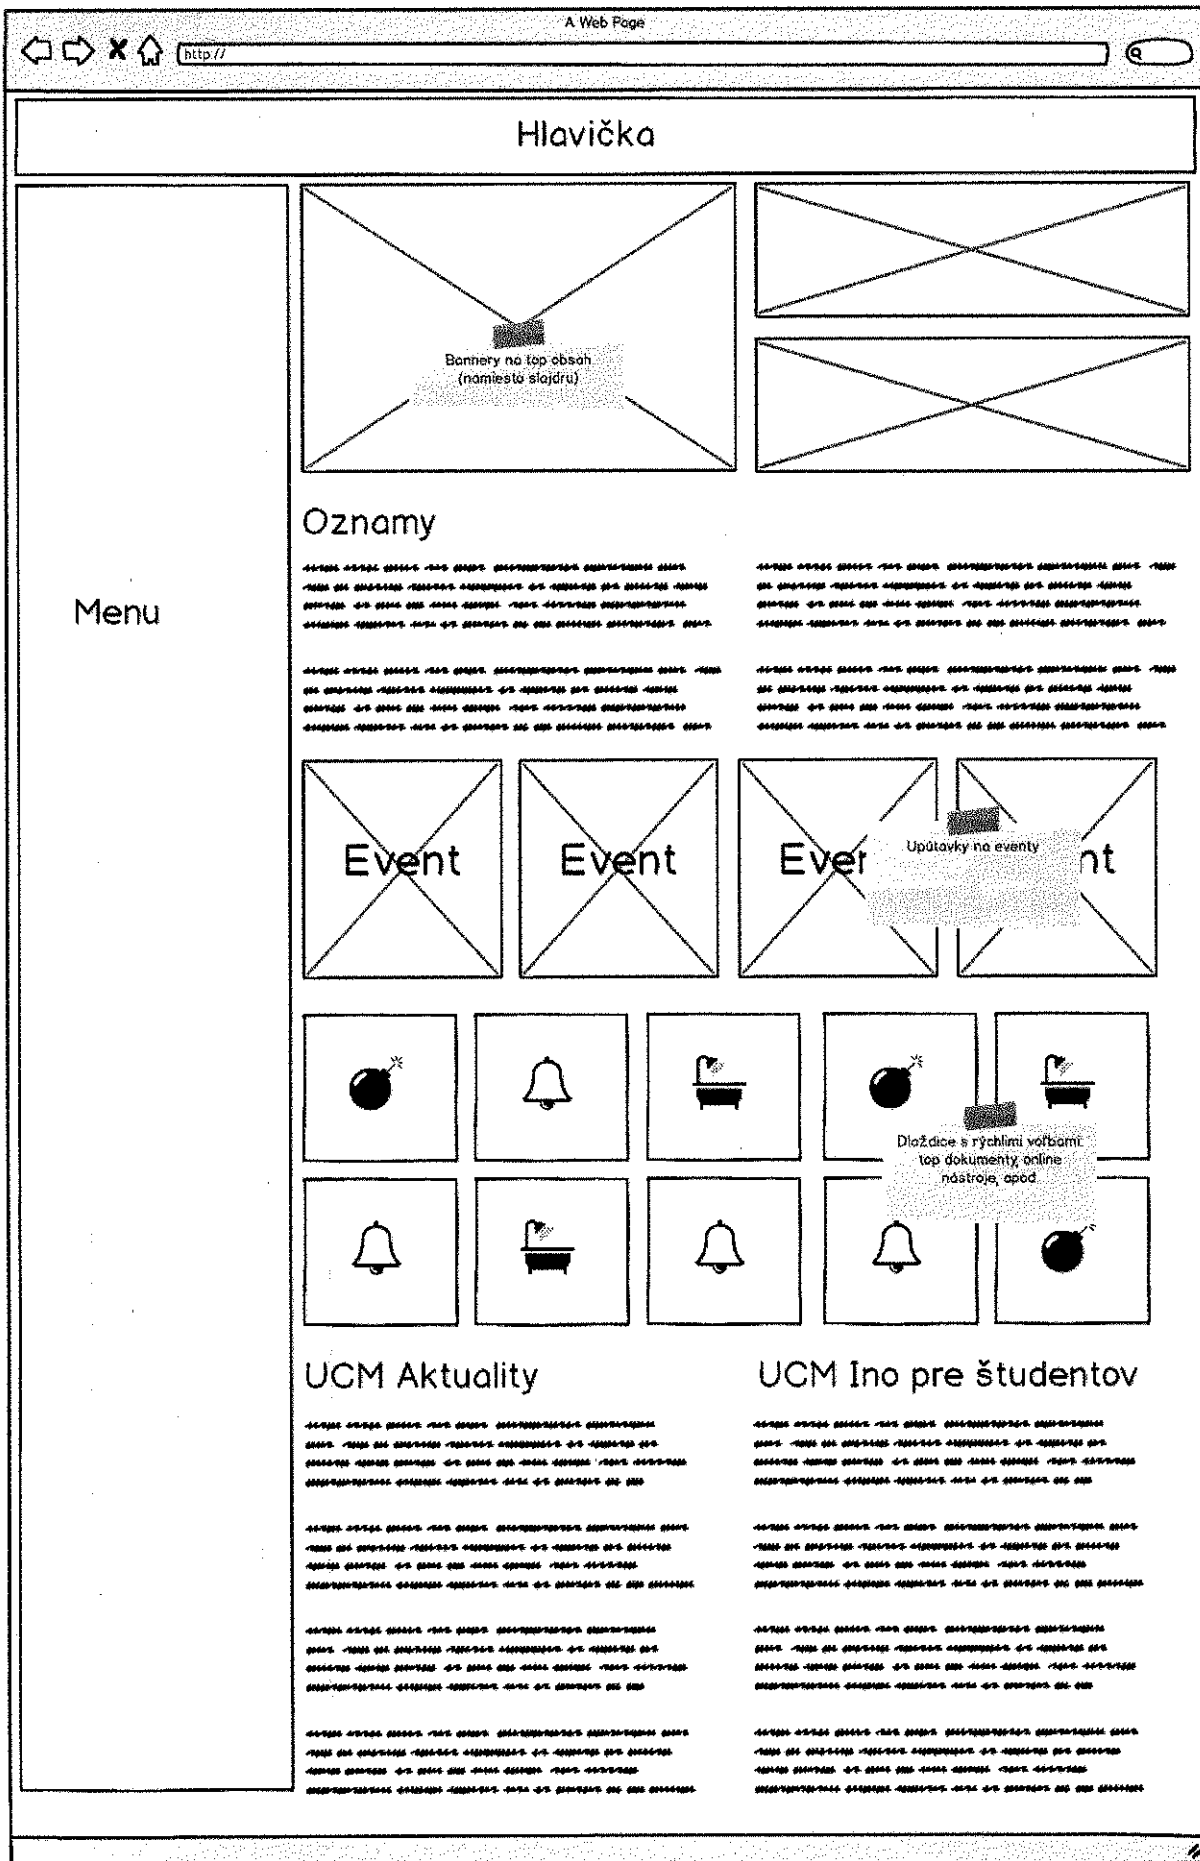 A Web Page
http://
Hlavička
Menu
Bannery na top obsah
(namiesto slajdru)
Oznamy
Event
Event
Even
nt
Upútavky na eventy
Dlaždice s rýchlimi voľbami:
top dokumenty, online
nástroje, apod.
UCM Aktuality
UCM Ino pre študentov